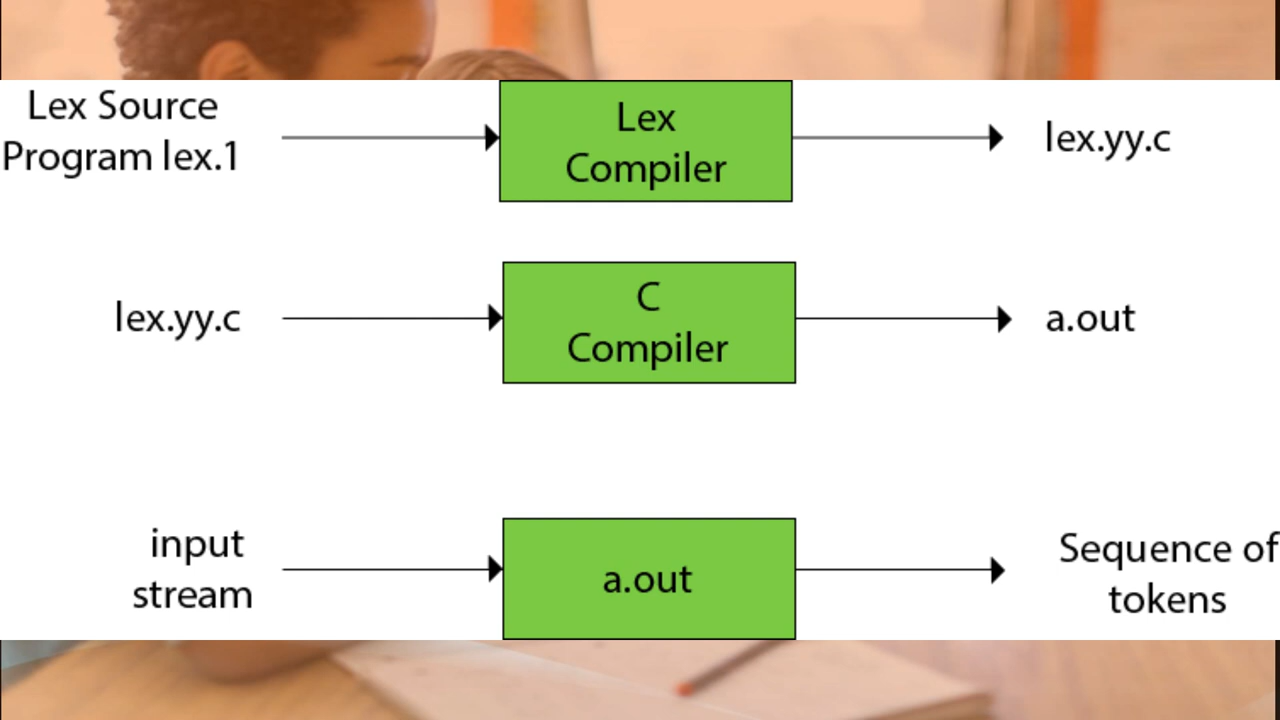 Lex Source
Program lex.1
Lex
Compiler
lex.yy.c
lex.yy.c
C
Compiler
a.out
input
stream
a.out
Sequence of
tokens